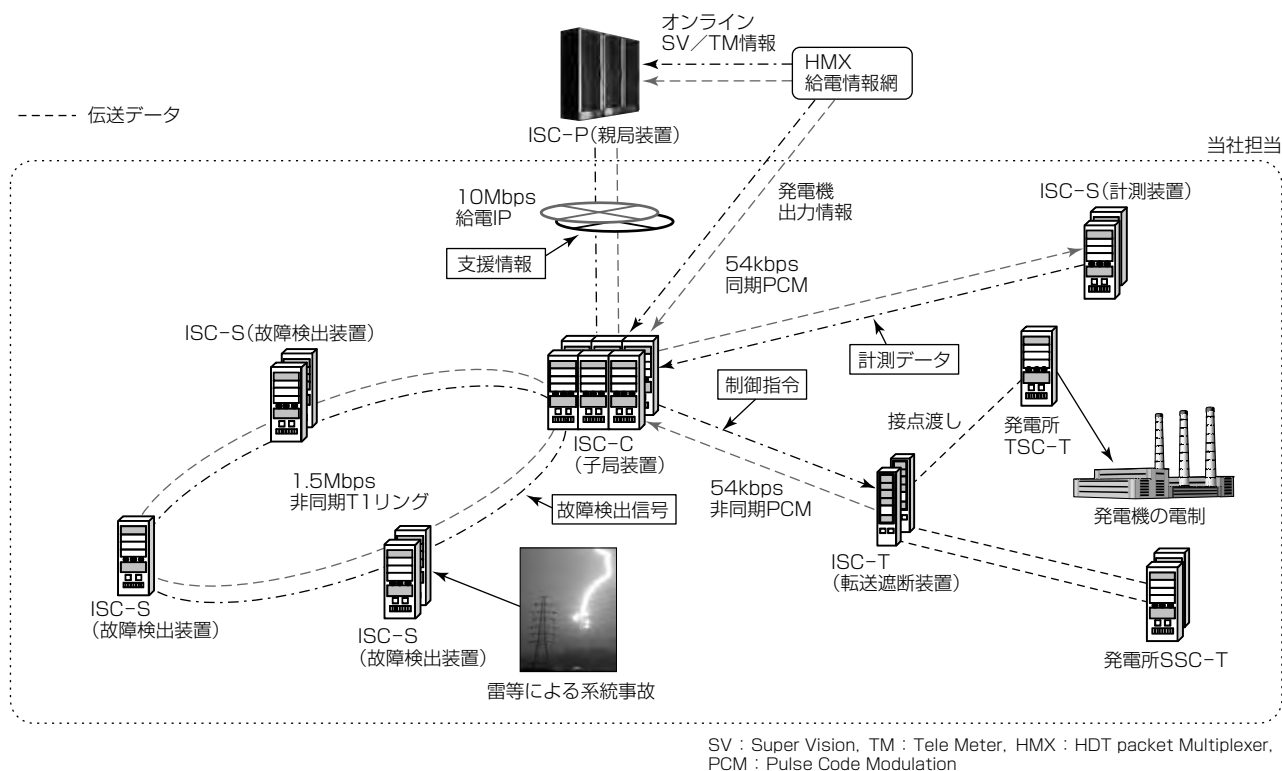 オンライン
SV／TM情報
HMX
給電情報網
伝送データ
ISC-P(親局装置)
当社担当
10Mbps
給電IP
発電機
出力情報
ISC-S(計測装置)
支援情報
54kbps
同期PCM
ISC-S(故障検出装置)
計測データ
制御指令
接点渡し
発電所
TSC-T
ISC-C
(子局装置)
1.5Mbps
非同期T1リング
故障検出信号
54kbps
非同期PCM
発電機の電制
ISC-T
(転送遮断装置)
ISC-S
(故障検出装置)
ISC-S
(故障検出装置)
発電所SSC-T
雷等による系統事故
SV：Super Vision, TM：Tele Meter, HMX：HDT packet Multiplexer,
PCM：Pulse Code Modulation